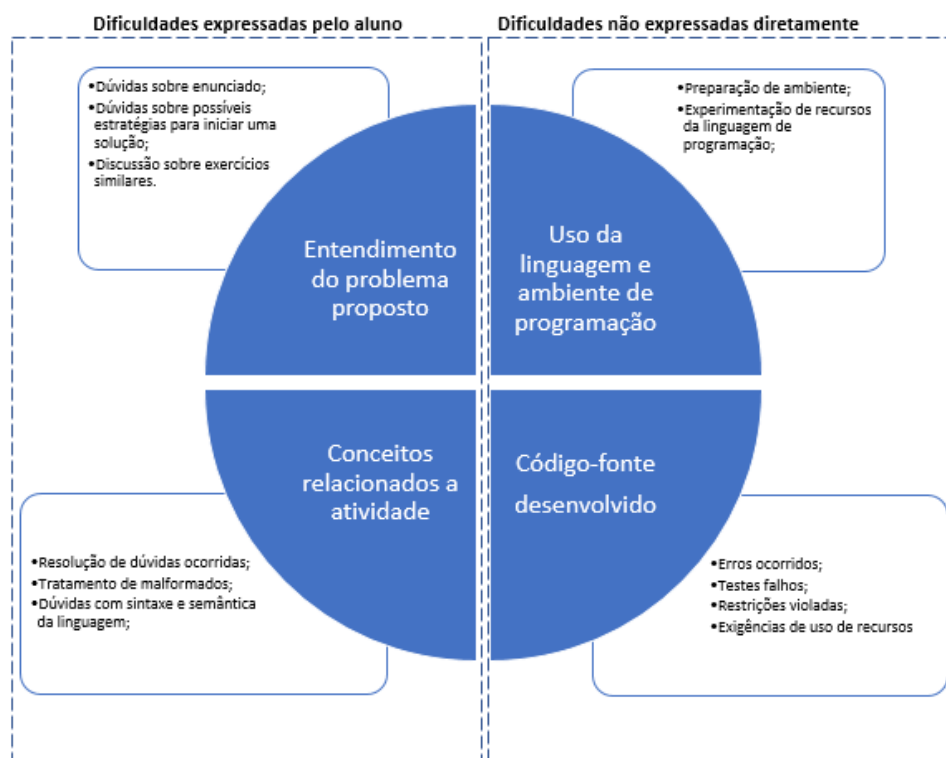 Dificuldades expressadas pelo aluno
Dificuldades não expressadas diretamente
•Dúvidas sobre enunciado;
•Dúvidas sobre possíveis
estratégias para iniciar uma
solução;
•Discussão sobre exercícios
similares.
•Preparação de ambiente;
•Experimentação de recursos
da linguagem de
programação;
Entendimento
do problema
proposto
Uso da
linguagem e
ambiente de
programação
Conceitos
relacionados a
atividade
Código-fonte
desenvolvido
•Resolução de dúvidas ocorridas;
•Tratamento de malformados;
•Dúvidas com sintaxe e semântica
da linguagem;
•Erros ocorridos;
•Testes falhos;
•Restrições violadas;
•Exigências de uso de recursos